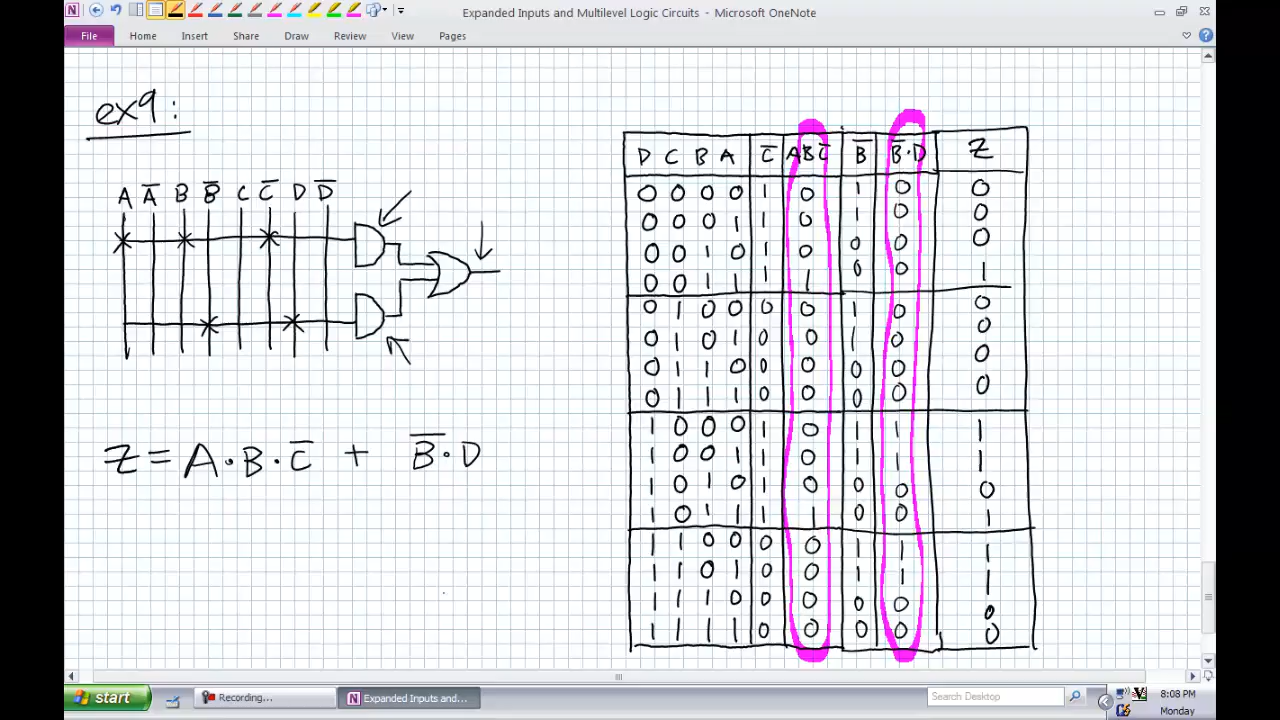 Expanded Inputs and Multilevel Logic Circuits - Microsoft OneNote
File Home Insert Share Draw Review View Pages
ex9:
A A̅ B B̅ C C̅ D D̅
Z = A·B·C̅ + B̅·D
D C B A C̅ ABC̅ B̅ B̅·D Z
0 0 0 0 1 0 1 0 0
0 0 0 1 1 0 1 0 0
0 0 1 0 1 0 0 0 0
0 0 1 1 1 1 0 0 1
0 1 0 0 0 0 1 0 0
0 1 0 1 0 0 1 0 0
0 1 1 0 0 0 0 0 0
0 1 1 1 0 0 0 0 0
1 0 0 0 1 0 1 1 1
1 0 0 1 1 0 1 1 1
1 0 1 0 1 0 0 0 0
1 0 1 1 1 1 0 0 1
1 1 0 0 0 0 1 1 1
1 1 0 1 0 0 1 1 1
1 1 1 0 0 0 0 0 0
1 1 1 1 0 0 0 0 0
start Recording... Expanded Inputs and... Search Desktop 8:08 PM
Monday